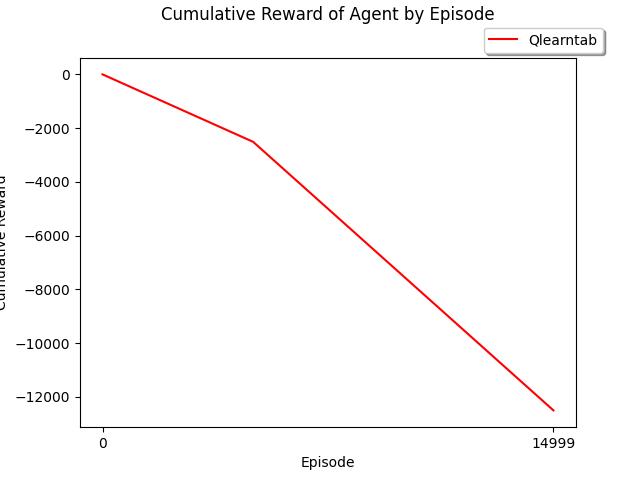 Cumulative Reward of Agent by Episode
Qlearntab
0
−2000
−4000
−6000
−8000
−10000
−12000
Cumulative Reward
0
14999
Episode